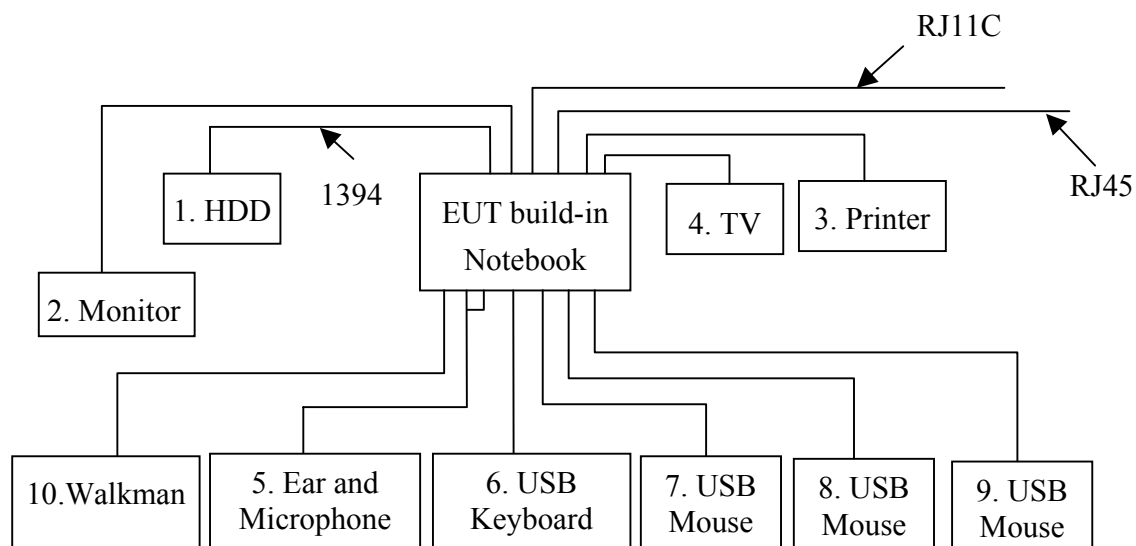 RJ11C
RJ45
1394
1. HDD
EUT build-in
Notebook
4. TV
3. Printer
2. Monitor
10.Walkman
5. Ear and
Microphone
6. USB
Keyboard
7. USB
Mouse
8. USB
Mouse
9. USB
Mouse